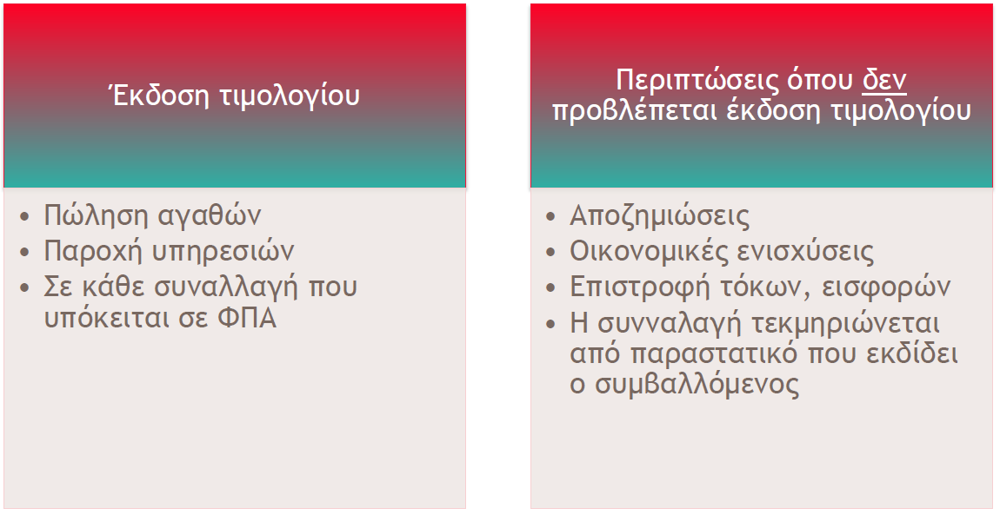 Έκδοση τιμολογίου
• Πώληση αγαθών
• Παροχή υπηρεσιών
• Σε κάθε συναλλαγή που
υπόκειται σε ΦΠΑ
Περιπτώσεις όπου δεν
προβλέπεται έκδοση τιμολογίου
• Αποζημιώσεις
• Οικονομικές ενισχύσεις
• Επιστροφή τόκων, εισφορών
• Η συνναλαγή τεκμηριώνεται
από παραστατικό που εκδίδει
ο συμβαλλόμενος